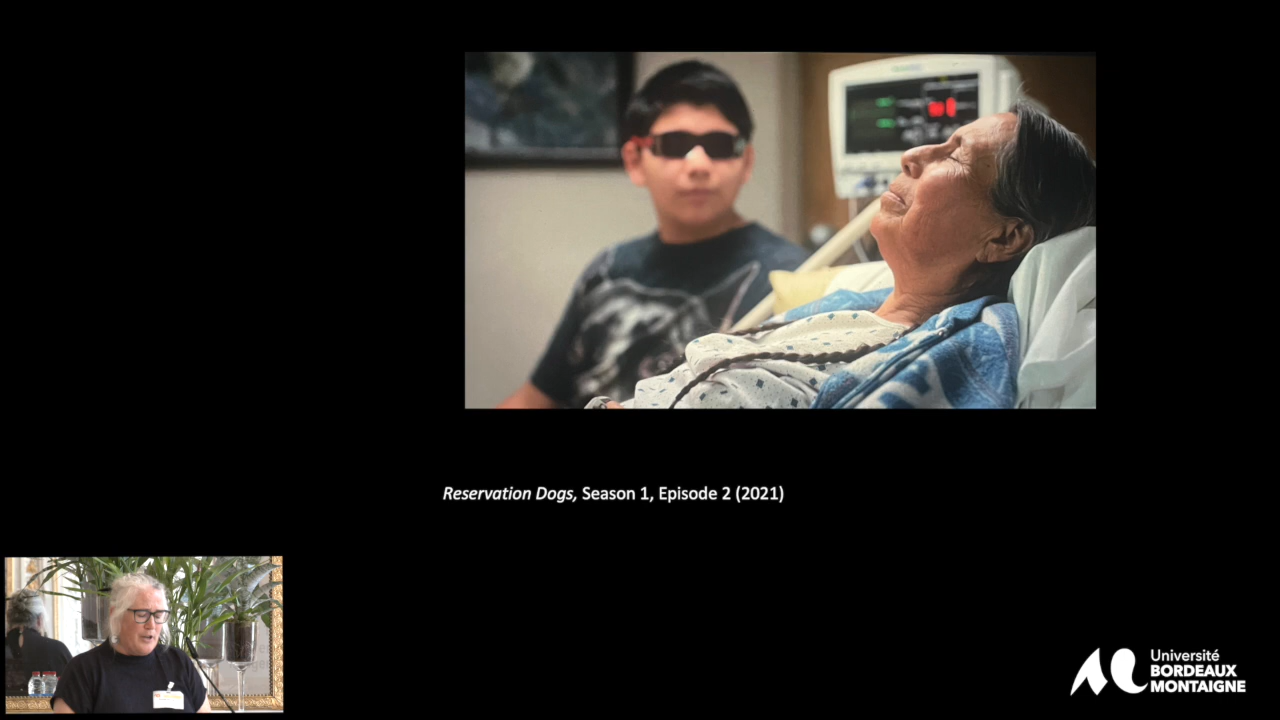 Reservation Dogs, Season 1, Episode 2 (2021)
Université
BORDEAUX
MONTAIGNE